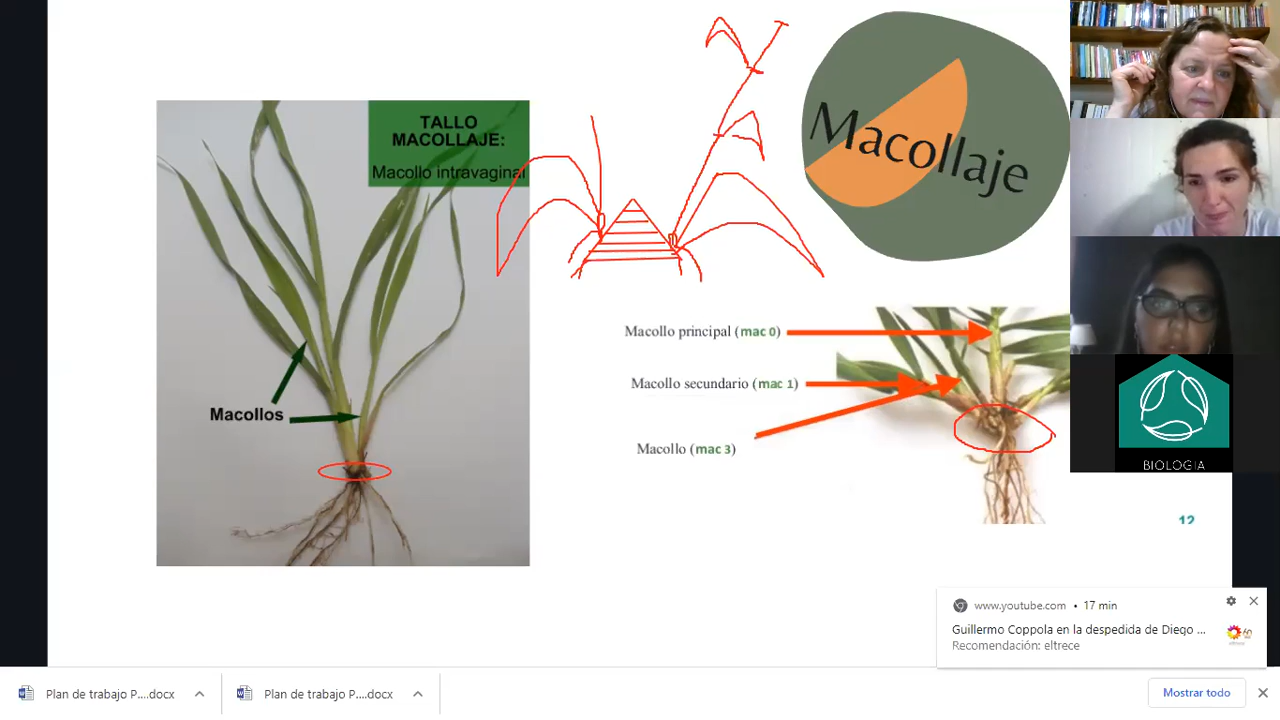 TALLO
MACOLLAJE:
Macollo intravaginal
Macollos
Macollaje
Macollo principal (mac 0)
Macollo secundario (mac 1)
Macollo (mac 3)
12
BIOLOGIA
www.youtube.com • 17 min
Guillermo Coppola en la despedida de Diego ...
Recomendación: eltrece
Plan de trabajo P....docx
Plan de trabajo P....docx
Mostrar todo